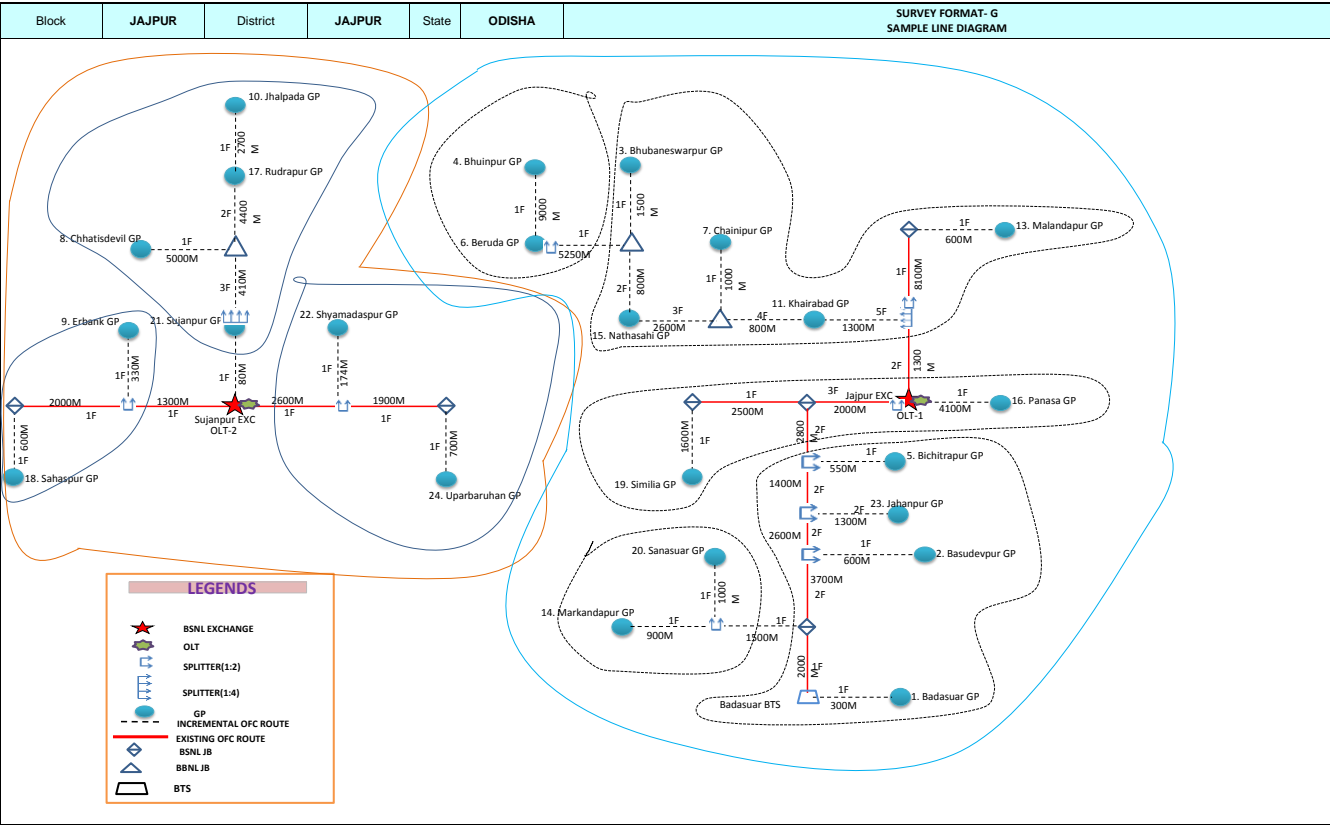 Block JAJPUR District JAJPUR State ODISHA SURVEY FORMAT- G
SAMPLE LINE DIAGRAM
10. Jhalpada GP
1F
2700
M
17. Rudrapur GP
2F
4400
M
8. Chhatisdevil GP
1F
5000M
3F
410M
21. Sujanpur GP
9. Erbank GP
1F
330M
1F
80M
22. Shyamadaspur GP
1F
174M
2000M
1F
1300M
1F
2600M
1F
1900M
1F
Sujanpur EXC
OLT-2
600M
1F
18. Sahaspur GP
1F
700M
24. Uparbaruhan GP
4. Bhuinpur GP
1F
9000
M
6. Beruda GP
1F
5250M
3. Bhubaneswarpur GP
1F
1500
M
7. Chainipur GP
1F
1000
M
2F
800M
15. Nathasahi GP
3F
2600M
4F
800M
11. Khairabad GP
5F
1300M
13. Malandapur GP
1F
600M
1F
8100M
2F
1300
M
Jajpur EXC
OLT-1
1F
4100M
16. Panasa GP
3F
2000M
1F
2500M
1600M
1F
19. Similia GP
2800
M
2F
5. Bichitrapur GP
1F
550M
1400M
2F
23. Jahanpur GP
2F
1300M
2600M
2F
1F
600M
2. Basudevpur GP
3700M
2F
20. Sanasuar GP
1F
1000
M
14. Markandapur GP
1F
900M
1F
1500M
2000
M
1F
Badasuar BTS
1F
300M
1. Badasuar GP
LEGENDS
BSNL EXCHANGE
OLT
SPLITTER(1:2)
SPLITTER(1:4)
GP
INCREMENTAL OFC ROUTE
EXISTING OFC ROUTE
BSNL JB
BBNL JB
BTS